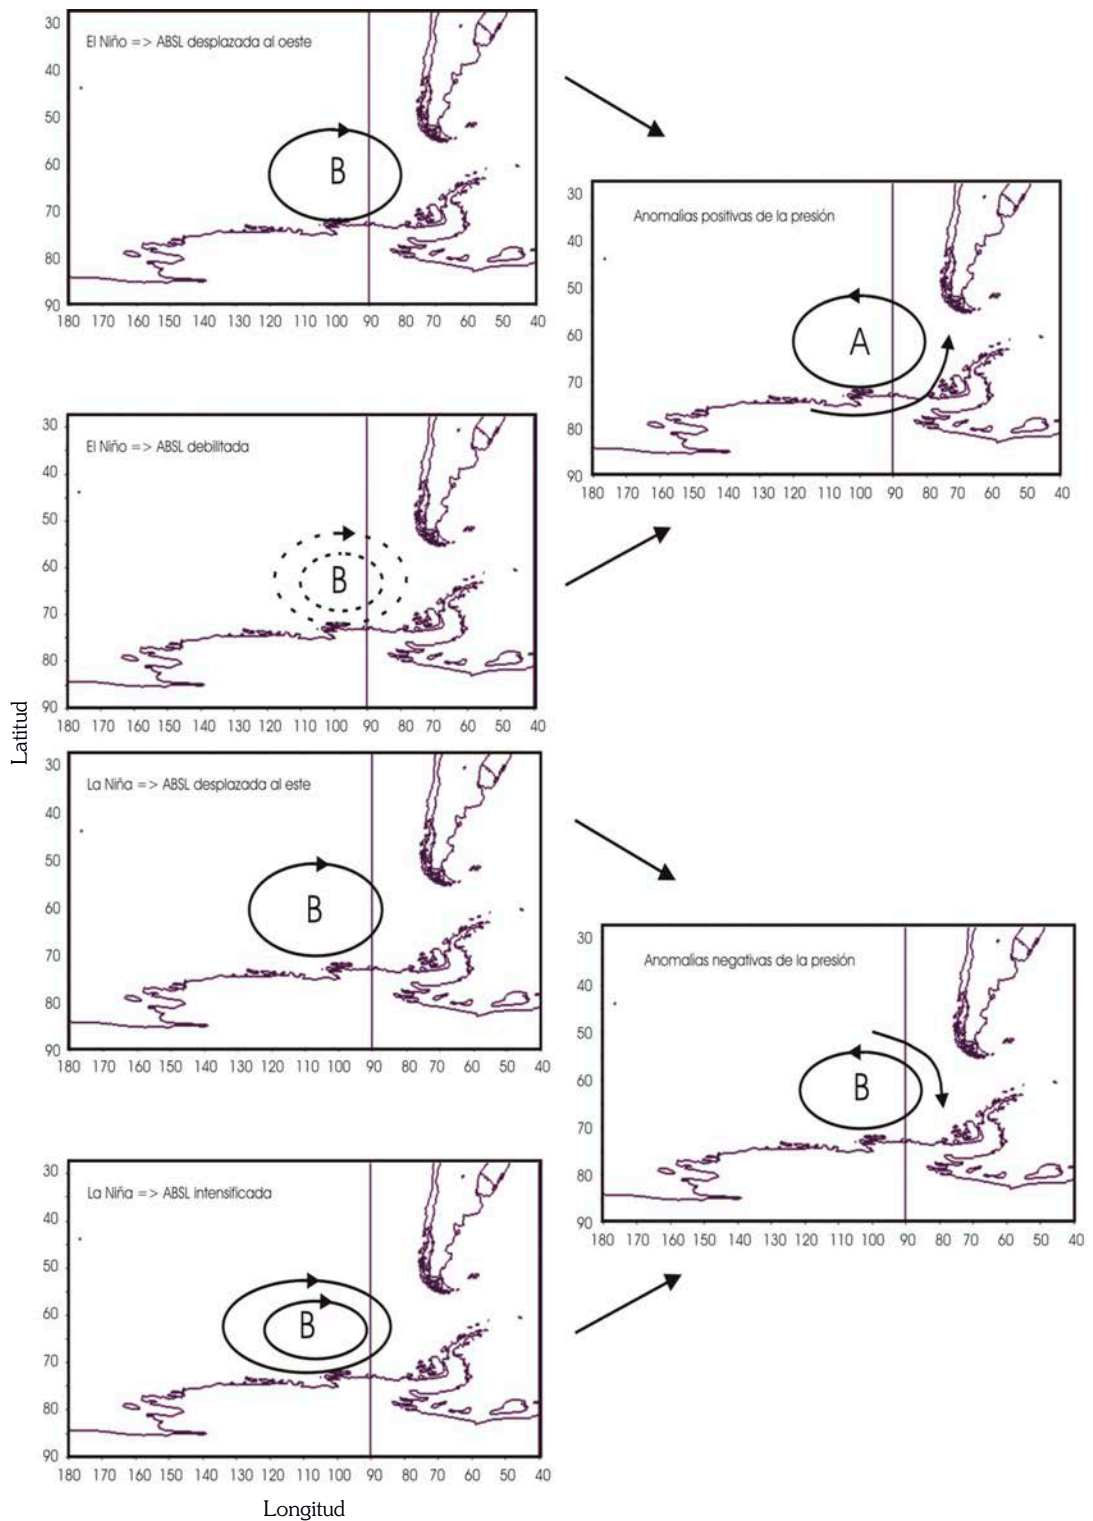 El Niño => ABSL desplazada al oeste
B
30
40
50
60
70
80
90
180 170 160 150 140 130 120 110 100 90 80 70 60 50 40
Anomalías positivas de la presión
A
30
40
50
60
70
80
90
180 170 160 150 140 130 120 110 100 90 80 70 60 50 40
El Niño => ABSL debilitada
B
30
40
50
60
70
80
90
180 170 160 150 140 130 120 110 100 90 80 70 60 50 40
Latitud
La Niña => ABSL desplazada al este
B
30
40
50
60
70
80
90
180 170 160 150 140 130 120 110 100 90 80 70 60 50 40
Anomalías negativas de la presión
B
30
40
50
60
70
80
90
180 170 160 150 140 130 120 110 100 90 80 70 60 50 40
La Niña => ABSL intensificada
B
30
40
50
60
70
80
90
180 170 160 150 140 130 120 110 100 90 80 70 60 50 40
Longitud